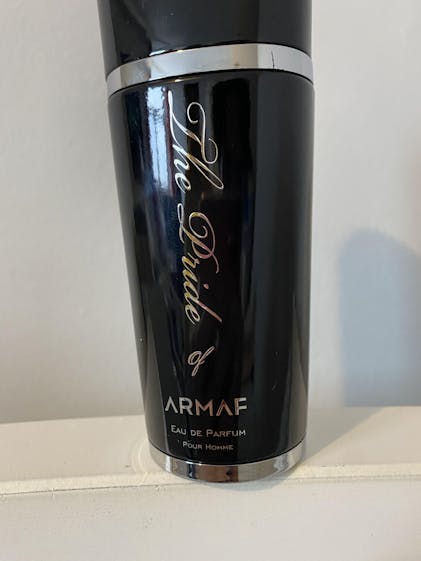 The Pride of
ARMAF
EAU DE PARFUM
POUR HOMME